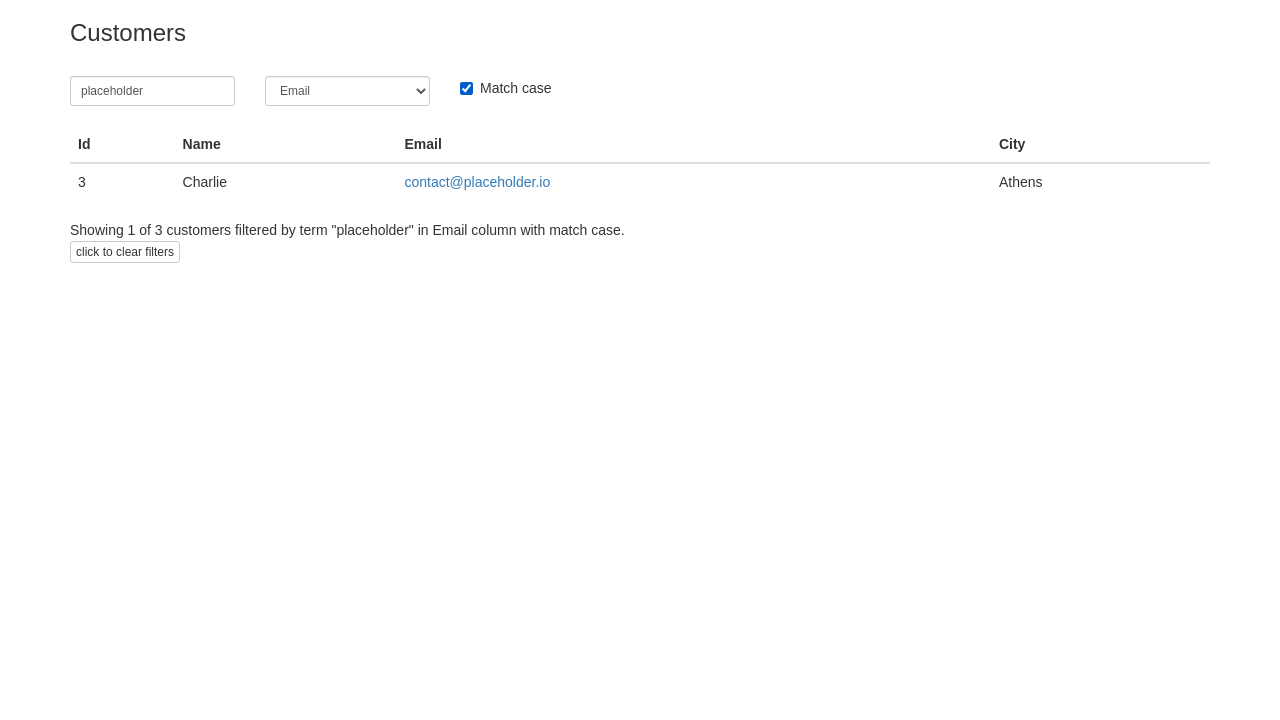 Customers
placeholder Email Match case
Id Name Email City
3 Charlie contact@placeholder.io Athens
Showing 1 of 3 customers filtered by term "placeholder" in Email column with match case.
click to clear filters